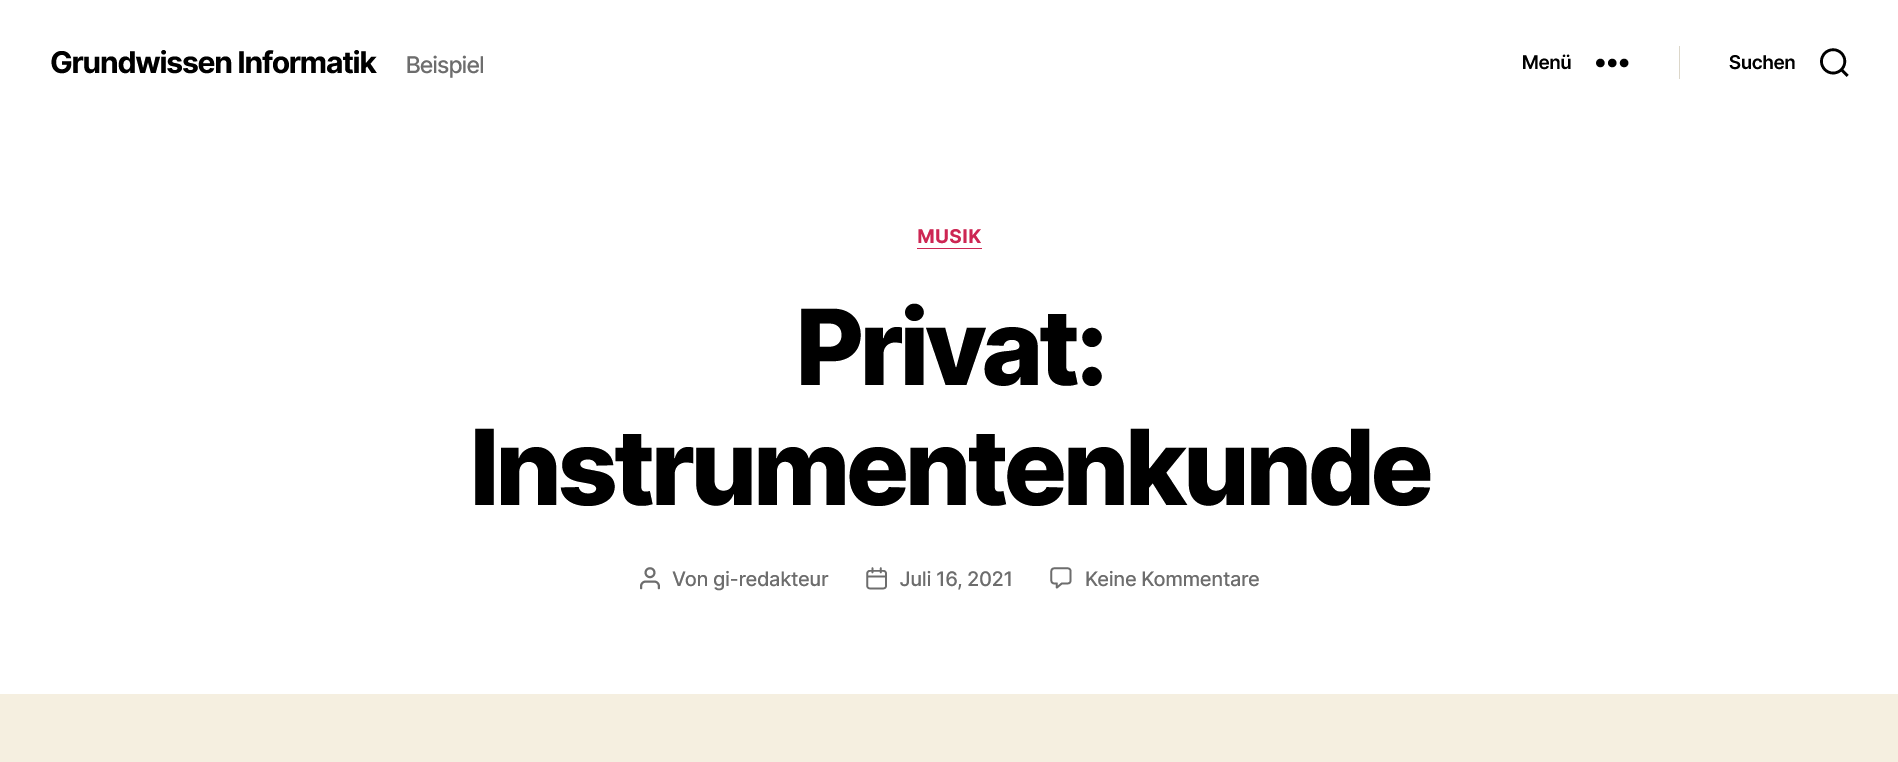 Grundwissen Informatik Beispiel Menü Suchen
MUSIK
Privat:
Instrumentenkunde
Von gi-redakteur Juli 16, 2021 Keine Kommentare